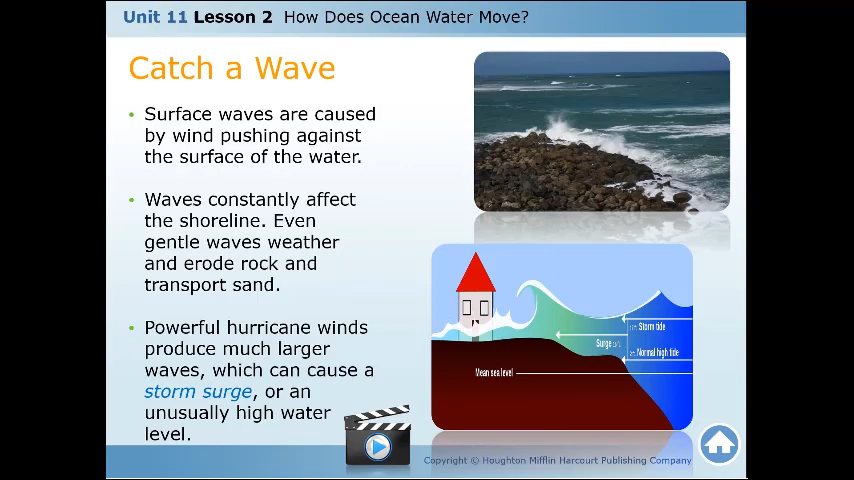 Unit 11 Lesson 2 How Does Ocean Water Move?
Catch a Wave
• Surface waves are caused
by wind pushing against
the surface of the water.
• Waves constantly affect
the shoreline. Even
gentle waves weather
and erode rock and
transport sand.
• Powerful hurricane winds
produce much larger
waves, which can cause a
storm surge, or an
unusually high water
level.
Storm tide
Surge
Normal high tide
Mean sea level
Copyright © Houghton Mifflin Harcourt Publishing Company